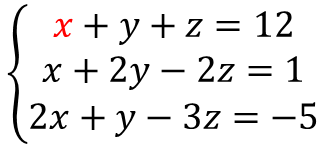 x + y + z = 12
x + 2y − 2z = 1
2x + y − 3z = −5